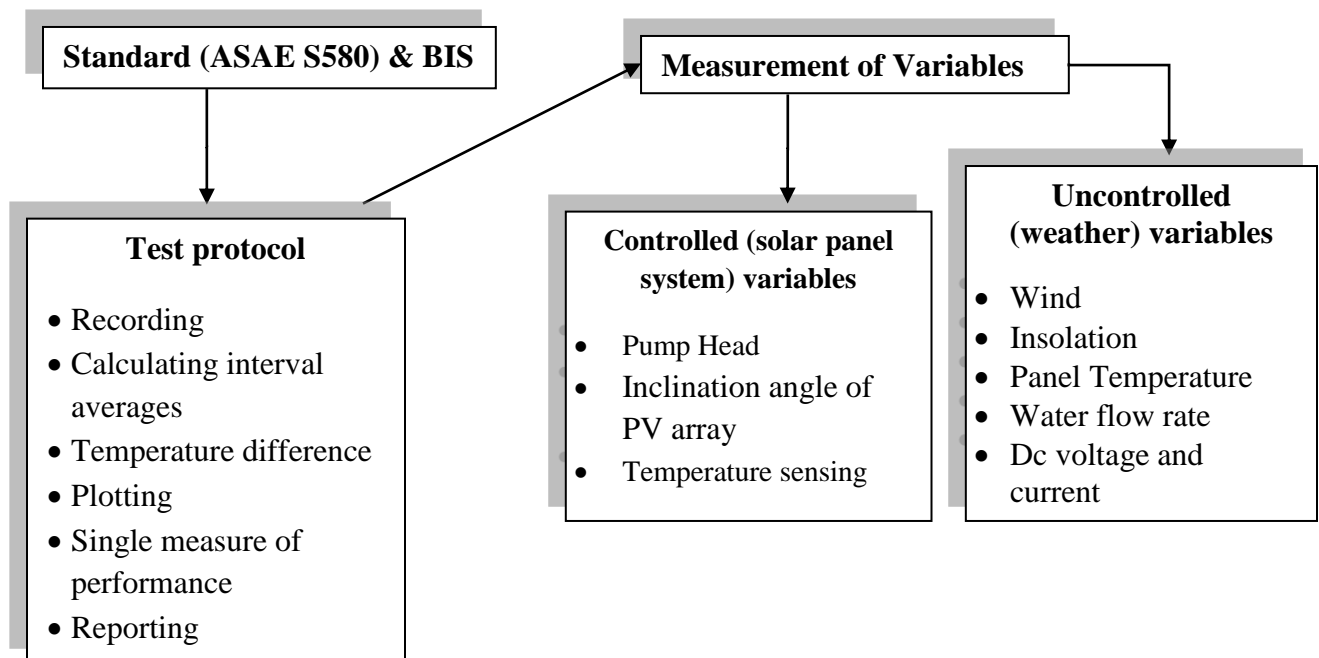 Standard (ASAE S580) & BIS
Test protocol
• Recording
• Calculating interval
averages
• Temperature difference
• Plotting
• Single measure of
performance
• Reporting
Measurement of Variables
Controlled (solar panel
system) variables
• Pump Head
• Inclination angle of
PV array
• Temperature sensing
Uncontrolled
(weather) variables
• Wind
• Insolation
• Panel Temperature
• Water flow rate
• Dc voltage and
current